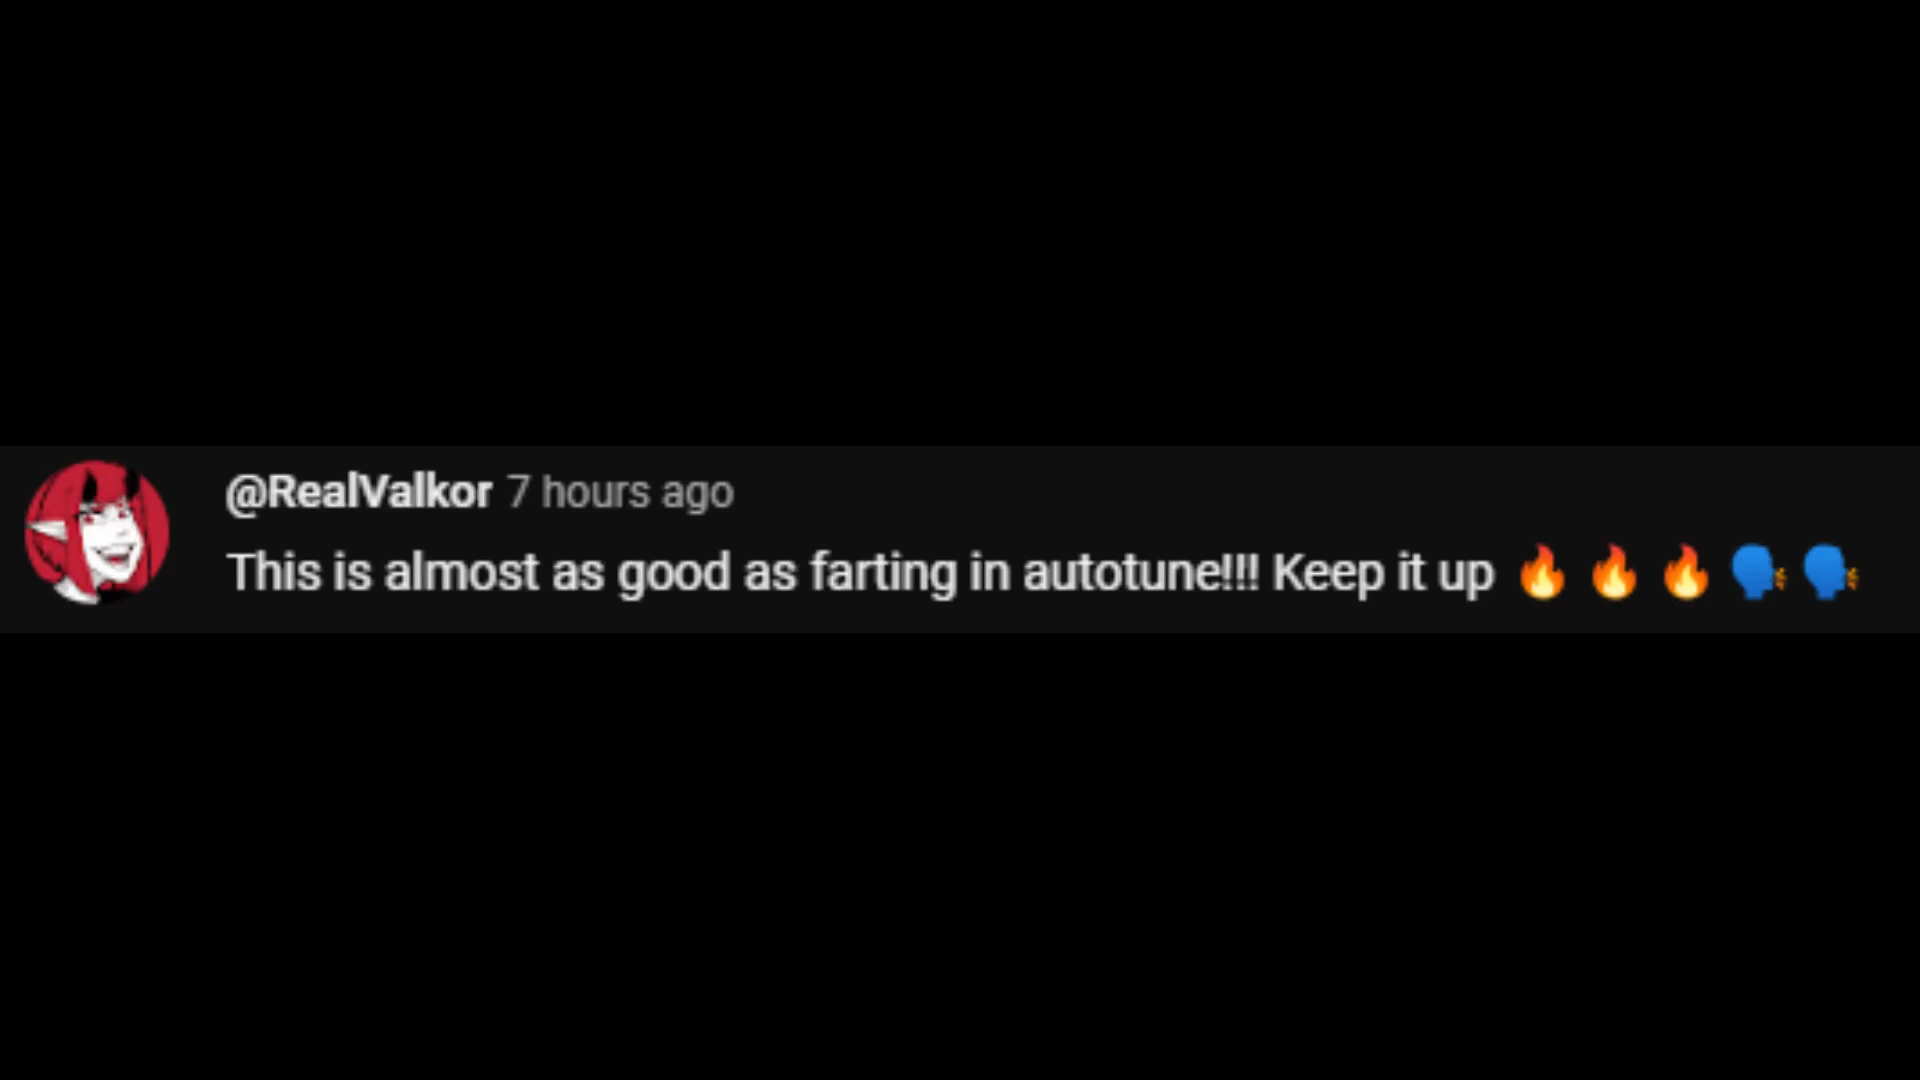 @RealValkor 7 hours ago
This is almost as good as farting in autotune!!! Keep it up 🔥🔥🔥🗣️🗣️